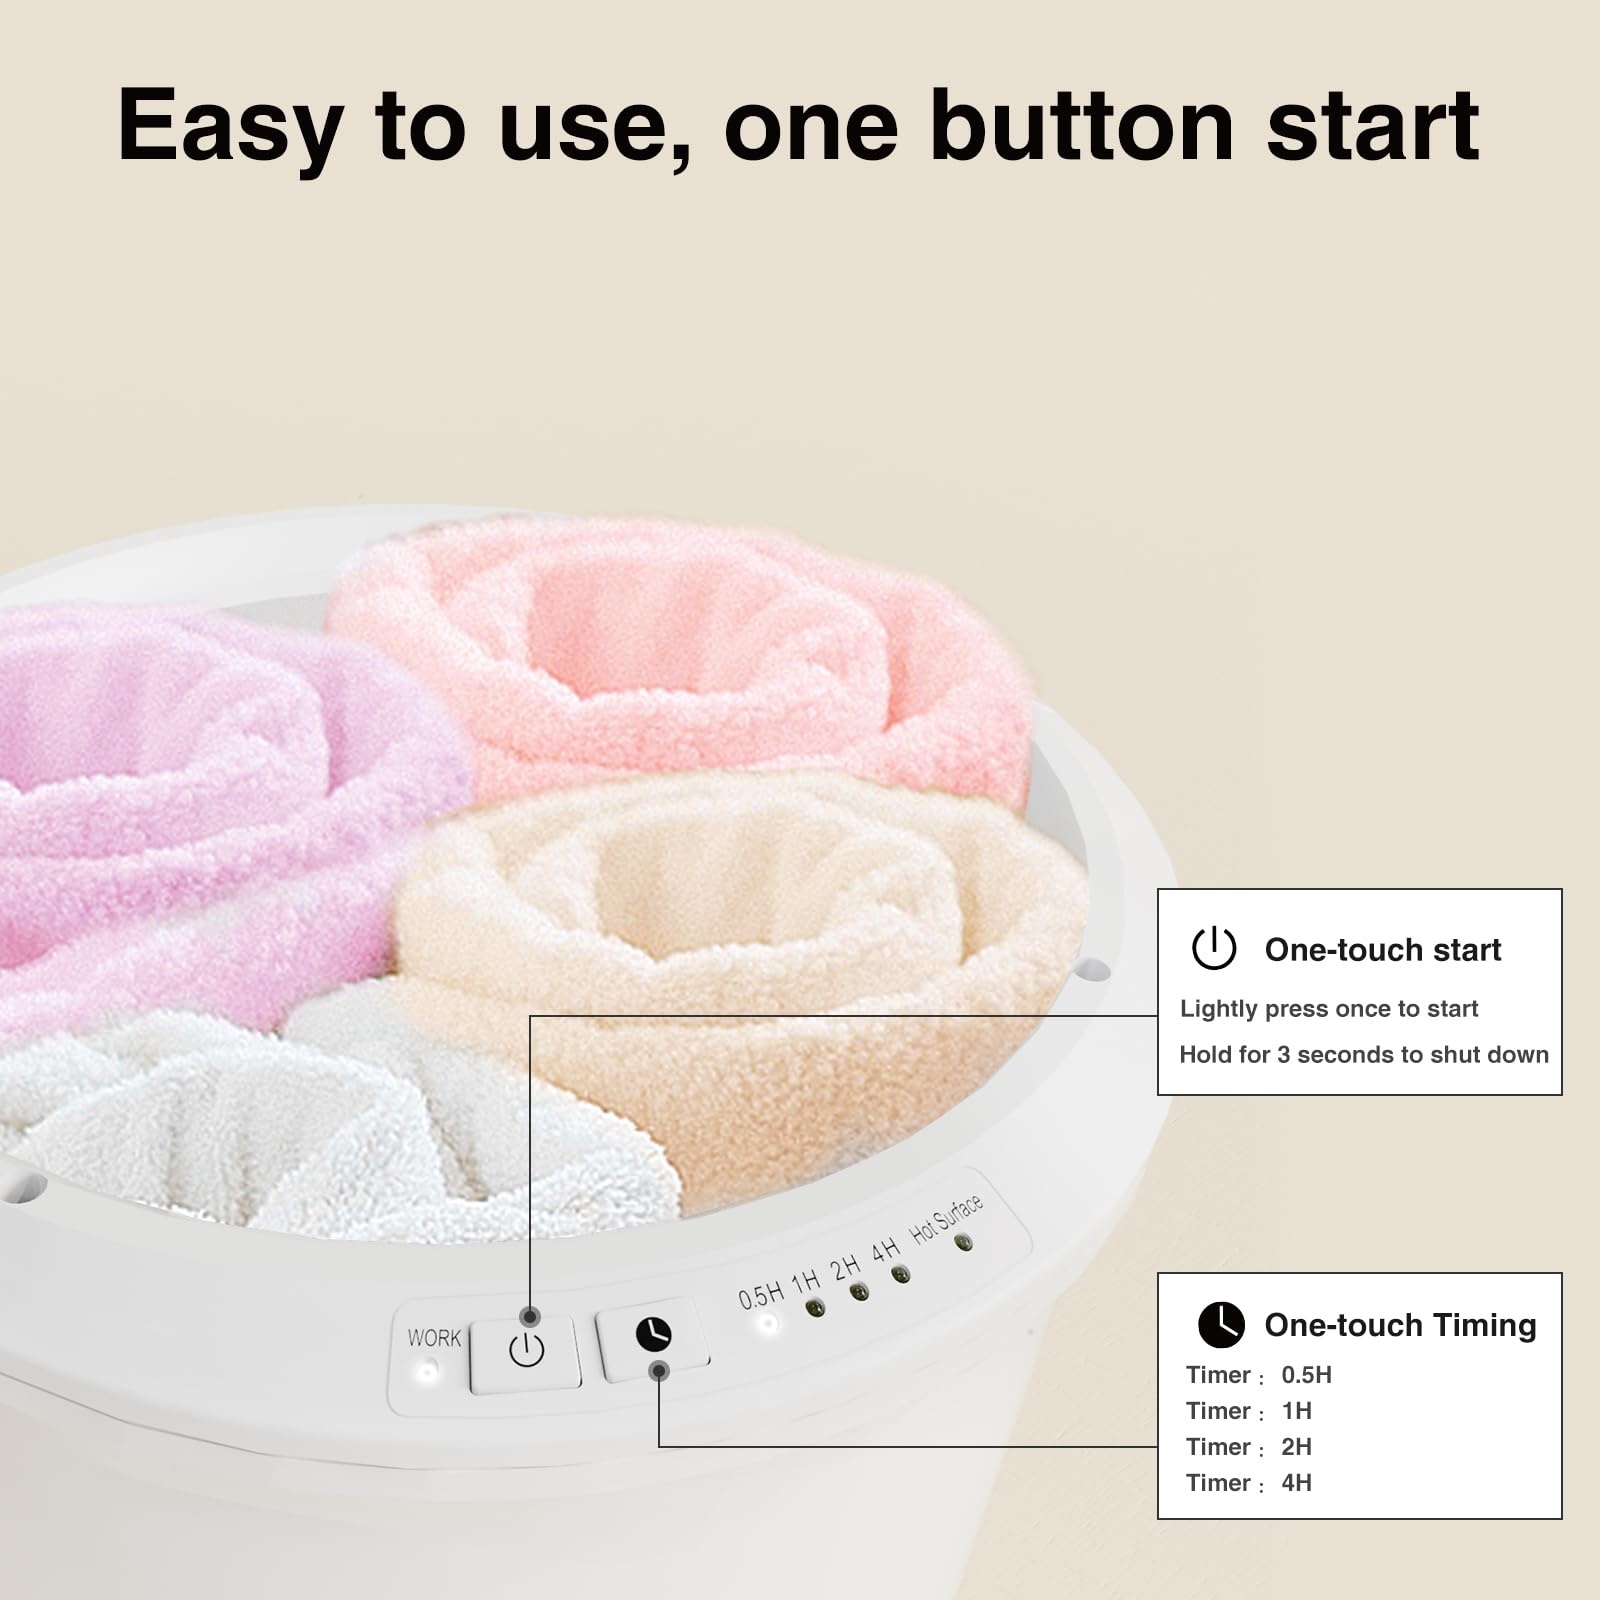 Easy to use, one button start
One-touch start
Lightly press once to start
Hold for 3 seconds to shut down
WORK
0.5H 1H 2H 4H Hot Surface
One-touch Timing
Timer : 0.5H
Timer : 1H
Timer : 2H
Timer : 4H